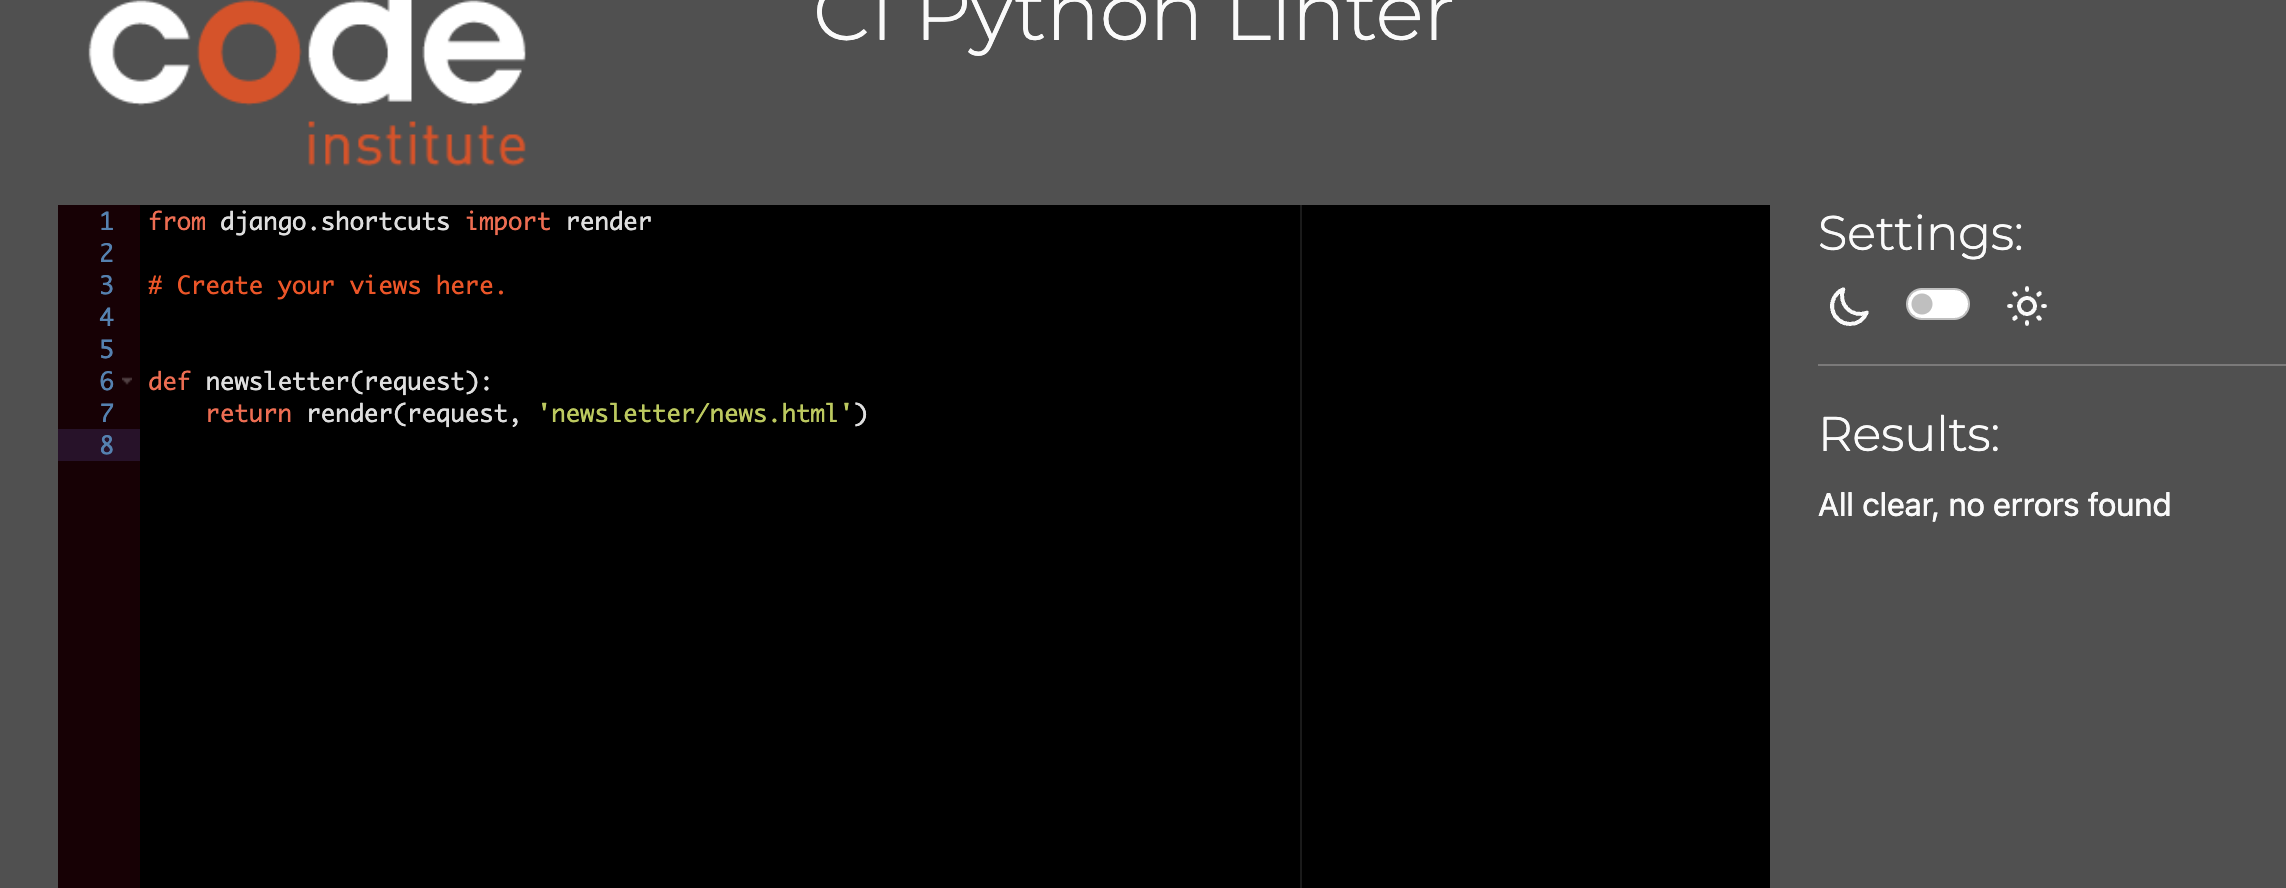 code
institute
CI Python Linter
1 from django.shortcuts import render
2
3 # Create your views here.
4
5
6 def newsletter(request):
7     return render(request, 'newsletter/news.html')
8
Settings:
Results:
All clear, no errors found